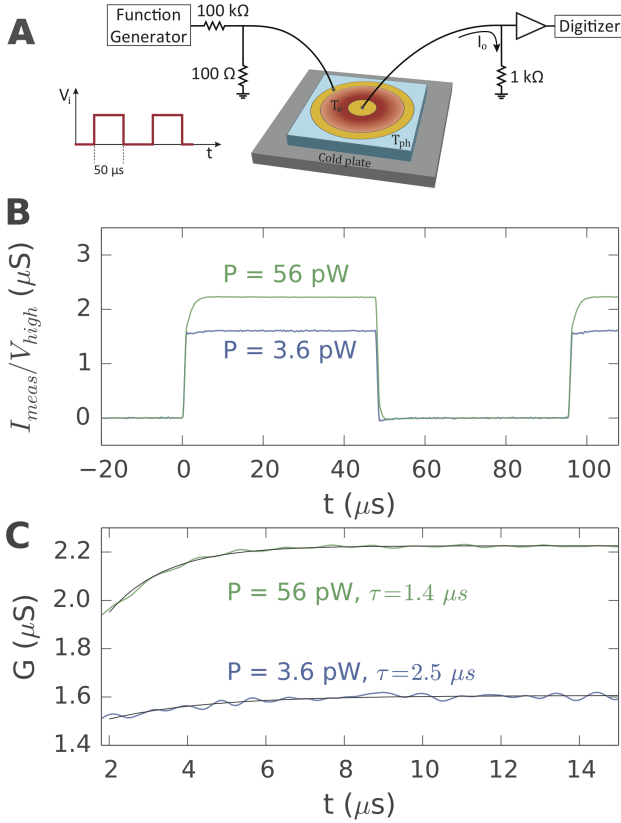 A
Function
Generator
100 kΩ
100 Ω
I₀
1 kΩ
Digitizer
Vᵢ
t
50 µs
Tₑ
Tₚₕ
Cold plate
B
I_meas/V_high (µS)
3
2
1
0
P = 56 pW
P = 3.6 pW
−20 0 20 40 60 80 100
t (µs)
C
G (µS)
2.2
2.0
1.8
1.6
1.4
P = 56 pW, τ=1.4 µs
P = 3.6 pW, τ=2.5 µs
2 4 6 8 10 12 14
t (µs)